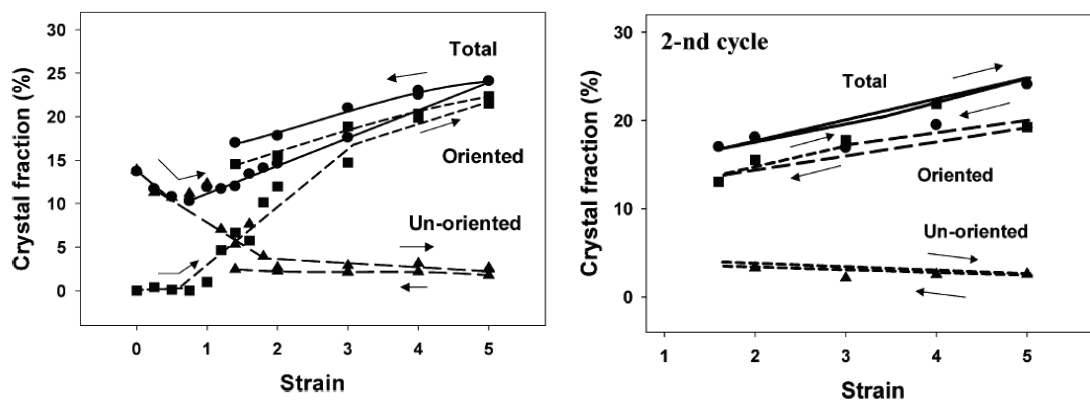 30
25
20
15
10
5
0
Crystal fraction (%)
Total
Oriented
Un-oriented
0 1 2 3 4 5
Strain
2-nd cycle
30
20
10
0
Crystal fraction (%)
Total
Oriented
Un-oriented
1 2 3 4 5
Strain